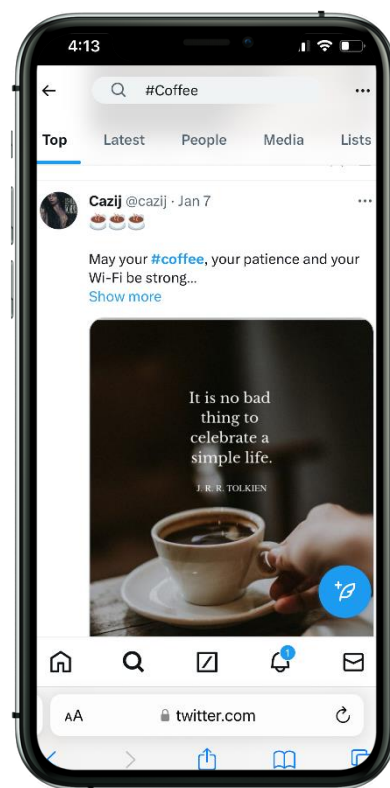 4:13
#Coffee
Top Latest People Media Lists
Cazij @cazij · Jan 7
☕☕☕
May your #coffee, your patience and your
Wi-Fi be strong...
Show more
It is no bad
thing to
celebrate a
simple life.
J. R. R. TOLKIEN
1
AA twitter.com